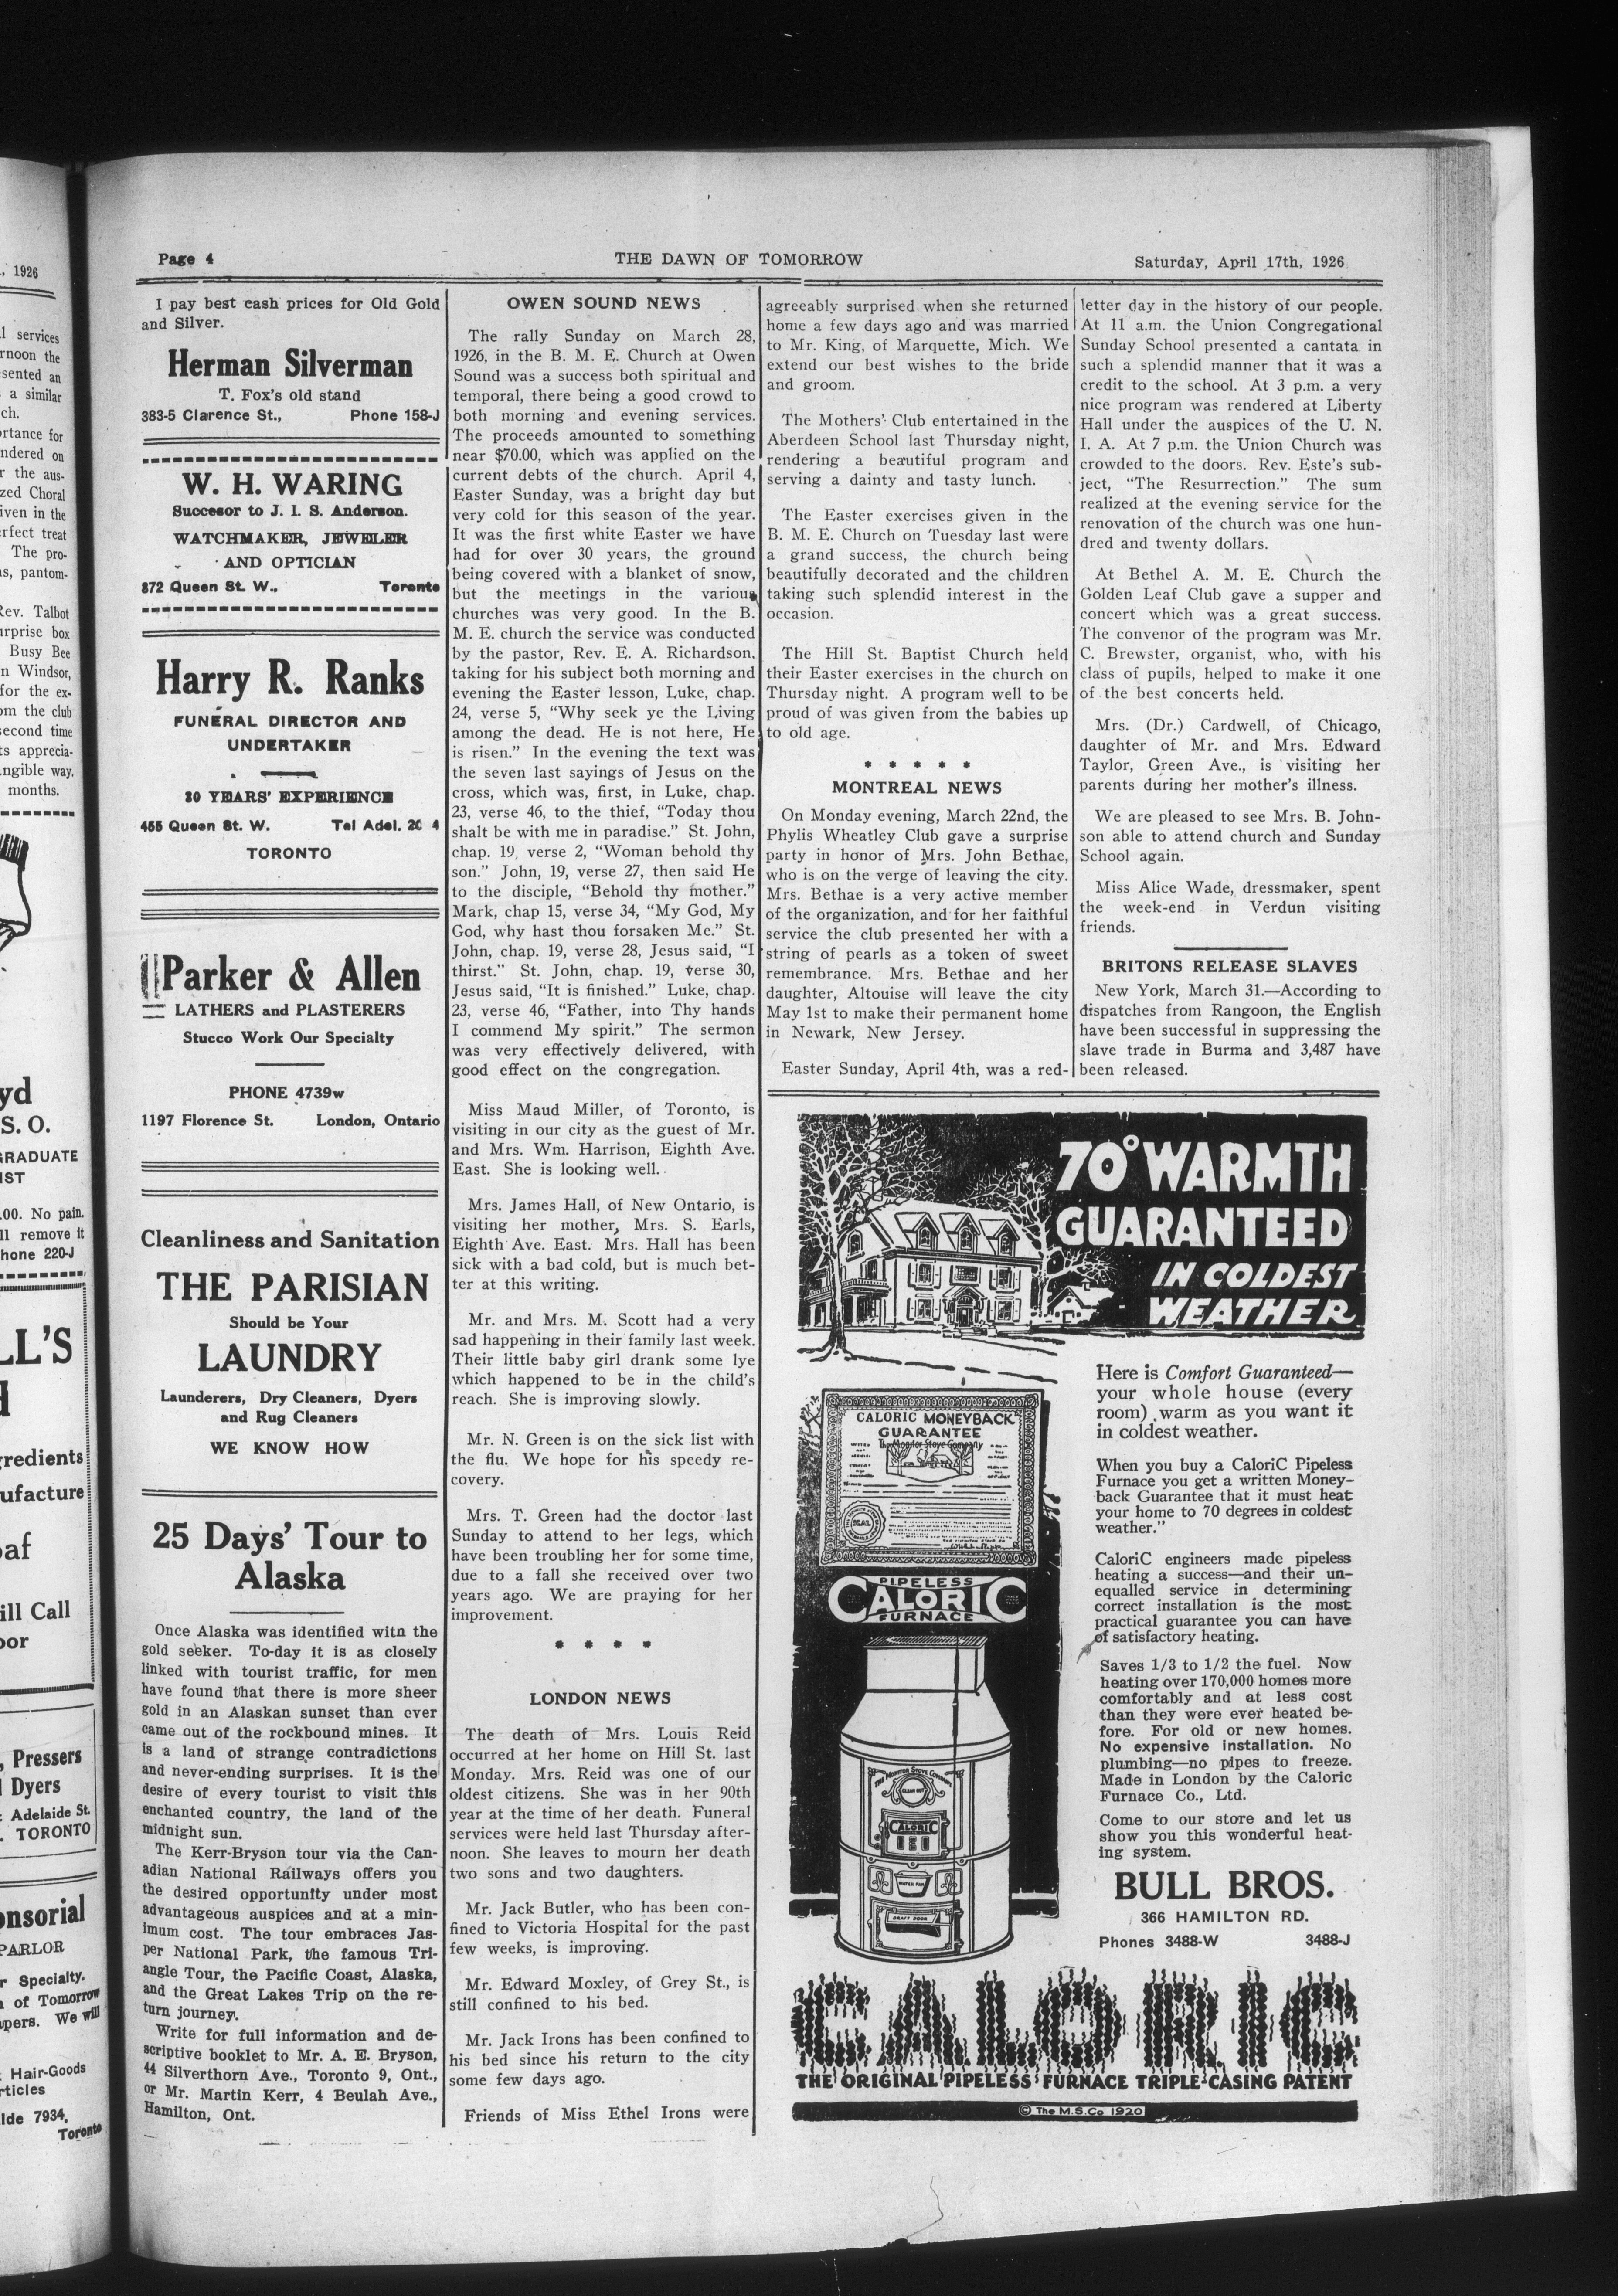 Page 4
THE DAWN OF TOMORROW
Saturday, April 17th, 1926
I pay best cash prices for Old Gold
and Silver.
Herman Silverman
T. Fox's old stand
383-5 Clarence St., Phone 158-J
W. H. WARING
Succesor to J. I. S. Anderson.
WATCHMAKER, JEWELER
AND OPTICIAN
872 Queen St. W., Toronto
Harry R. Ranks
FUNERAL DIRECTOR AND
UNDERTAKER
30 YEARS' EXPERIENCE
455 Queen St. W. Tel Adel. 20 4
TORONTO
Parker & Allen
LATHERS and PLASTERERS
Stucco Work Our Specialty
PHONE 4739w
1197 Florence St. London, Ontario
Cleanliness and Sanitation
THE PARISIAN
Should be Your
LAUNDRY
Launderers, Dry Cleaners, Dyers
and Rug Cleaners
WE KNOW HOW
25 Days' Tour to
Alaska
Once Alaska was identified with the
gold seeker. To-day it is as closely
linked with tourist traffic, for men
have found that there is more sheer
gold in an Alaskan sunset than ever
came out of the rockbound mines. It
is a land of strange contradictions
and never-ending surprises. It is the
desire of every tourist to visit this
enchanted country, the land of the
midnight sun.
The Kerr-Bryson tour via the Can-
adian National Railways offers you
the desired opportunity under most
advantageous auspices and at a min-
imum cost. The tour embraces Jas-
per National Park, the famous Tri-
angle Tour, the Pacific Coast, Alaska,
and the Great Lakes Trip on the re-
turn journey.
Write for full information and de-
scriptive booklet to Mr. A. E. Bryson,
44 Silverthorn Ave., Toronto 9, Ont.,
or Mr. Martin Kerr, 4 Beulah Ave.,
Hamilton, Ont.
OWEN SOUND NEWS
The rally Sunday on March 28,
1926, in the B. M. E. Church at Owen
Sound was a success both spiritual and
temporal, there being a good crowd to
both morning and evening services.
The proceeds amounted to something
near $70.00, which was applied on the
current debts of the church. April 4,
Easter Sunday, was a bright day but
very cold for this season of the year.
It was the first white Easter we have
had for over 30 years, the ground
being covered with a blanket of snow,
but the meetings in the various
churches was very good. In the B.
M. E. church the service was conducted
by the pastor, Rev. E. A. Richardson,
taking for his subject both morning and
evening the Easter lesson, Luke, chap.
24, verse 5, "Why seek ye the Living
among the dead. He is not here, He
is risen." In the evening the text was
the seven last sayings of Jesus on the
cross, which was, first, in Luke, chap.
23, verse 46, to the thief, "Today thou
shalt be with me in paradise." St. John,
chap. 19, verse 2, "Woman behold thy
son." John, 19, verse 27, then said He
to the disciple, "Behold thy mother."
Mark, chap 15, verse 34, "My God, My
God, why hast thou forsaken Me." St.
John, chap. 19, verse 28, Jesus said, "I
thirst." St. John, chap. 19, verse 30,
Jesus said, "It is finished." Luke, chap.
23, verse 46, "Father, into Thy hands
I commend My spirit." The sermon
was very effectively delivered, with
good effect on the congregation.
Miss Maud Miller, of Toronto, is
visiting in our city as the guest of Mr.
and Mrs. Wm. Harrison, Eighth Ave.
East. She is looking well.
Mrs. James Hall, of New Ontario, is
visiting her mother, Mrs. S. Earls,
Eighth Ave. East. Mrs. Hall has been
sick with a bad cold, but is much bet-
ter at this writing.
Mr. and Mrs. M. Scott had a very
sad happening in their family last week.
Their little baby girl drank some lye
which happened to be in the child's
reach. She is improving slowly.
Mr. N. Green is on the sick list with
the flu. We hope for his speedy re-
covery.
Mrs. T. Green had the doctor last
Sunday to attend to her legs, which
have been troubling her for some time,
due to a fall she received over two
years ago. We are praying for her
improvement.
* * * *
LONDON NEWS
The death of Mrs. Louis Reid
occurred at her home on Hill St. last
Monday. Mrs. Reid was one of our
oldest citizens. She was in her 90th
year at the time of her death. Funeral
services were held last Thursday after-
noon. She leaves to mourn her death
two sons and two daughters.
Mr. Jack Butler, who has been con-
fined to Victoria Hospital for the past
few weeks, is improving.
Mr. Edward Moxley, of Grey St., is
still confined to his bed.
Mr. Jack Irons has been confined to
his bed since his return to the city
some few days ago.
Friends of Miss Ethel Irons were
agreeably surprised when she returned
home a few days ago and was married
to Mr. King, of Marquette, Mich. We
extend our best wishes to the bride
and groom.
The Mothers' Club entertained in the
Aberdeen School last Thursday night,
rendering a beautiful program and
serving a dainty and tasty lunch.
The Easter exercises given in the
B. M. E. Church on Tuesday last were
a grand success, the church being
beautifully decorated and the children
taking such splendid interest in the
occasion.
The Hill St. Baptist Church held
their Easter exercises in the church on
Thursday night. A program well to be
proud of was given from the babies up
to old age.
* * * * *
MONTREAL NEWS
On Monday evening, March 22nd, the
Phylis Wheatley Club gave a surprise
party in honor of Mrs. John Bethae,
who is on the verge of leaving the city.
Mrs. Bethae is a very active member
of the organization, and for her faithful
service the club presented her with a
string of pearls as a token of sweet
remembrance. Mrs. Bethae and her
daughter, Altouise will leave the city
May 1st to make their permanent home
in Newark, New Jersey.
Easter Sunday, April 4th, was a red-
letter day in the history of our people.
At 11 a.m. the Union Congregational
Sunday School presented a cantata in
such a splendid manner that it was a
credit to the school. At 3 p.m. a very
nice program was rendered at Liberty
Hall under the auspices of the U. N.
I. A. At 7 p.m. the Union Church was
crowded to the doors. Rev. Este's sub-
ject, "The Resurrection." The sum
realized at the evening service for the
renovation of the church was one hun-
dred and twenty dollars.
At Bethel A. M. E. Church the
Golden Leaf Club gave a supper and
concert which was a great success.
The convenor of the program was Mr.
C. Brewster, organist, who, with his
class of pupils, helped to make it one
of the best concerts held.
Mrs. (Dr.) Cardwell, of Chicago,
daughter of Mr. and Mrs. Edward
Taylor, Green Ave., is visiting her
parents during her mother's illness.
We are pleased to see Mrs. B. John-
son able to attend church and Sunday
School again.
Miss Alice Wade, dressmaker, spent
the week-end in Verdun visiting
friends.
BRITONS RELEASE SLAVES
New York, March 31.—According to
dispatches from Rangoon, the English
have been successful in suppressing the
slave trade in Burma and 3,487 have
been released.
70° WARMTH
GUARANTEED
IN COLDEST
WEATHER
CALORIC MONEYBACK
GUARANTEE
The Monitor Stove Company
PIPELESS
CALORIC
FURNACE
THE MONITOR STOVE COMPANY
CLEAN OUT
CALORIC
WATER PAN
DRAFT DOOR
Here is Comfort Guaranteed—
your whole house (every
room) warm as you want it
in coldest weather.
When you buy a CaloriC Pipeless
Furnace you get a written Money-
back Guarantee that it must heat
your home to 70 degrees in coldest
weather."
CaloriC engineers made pipeless
heating a success—and their un-
equalled service in determining
correct installation is the most
practical guarantee you can have
of satisfactory heating.
Saves 1/3 to 1/2 the fuel. Now
heating over 170,000 homes more
comfortably and at less cost
than they were ever heated be-
fore. For old or new homes.
No expensive installation. No
plumbing—no pipes to freeze.
Made in London by the Caloric
Furnace Co., Ltd.
Come to our store and let us
show you this wonderful heat-
ing system.
BULL BROS.
366 HAMILTON RD.
Phones 3488-W 3488-J
CALORIC
THE ORIGINAL PIPELESS FURNACE TRIPLE-CASING PATENT
© The M.S.Co 1920